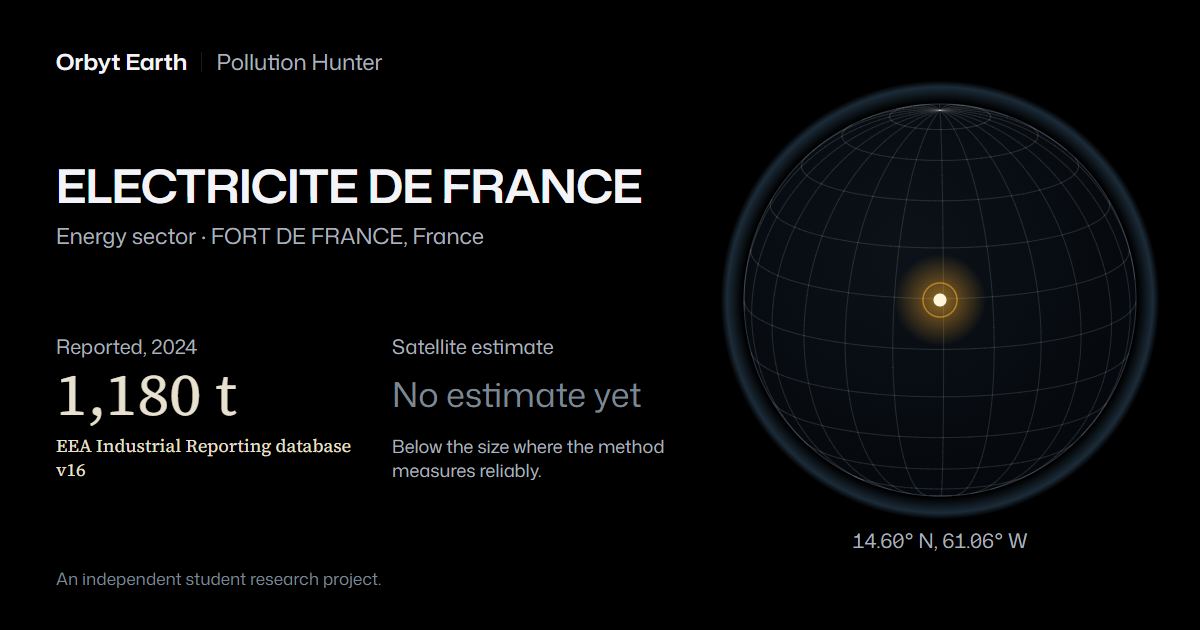 Orbyt Earth | Pollution Hunter
ELECTRICITE DE FRANCE
Energy sector · FORT DE FRANCE, France
Reported, 2024
1,180 t
EEA Industrial Reporting database
v16
Satellite estimate
No estimate yet
Below the size where the method
measures reliably.
14.60° N, 61.06° W
An independent student research project.